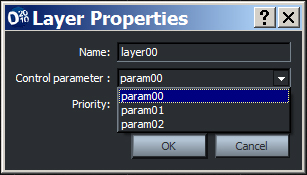 Layer Properties
Name: layer00
Control parameter : param00
param00
Priority: param01
param02
OK Cancel